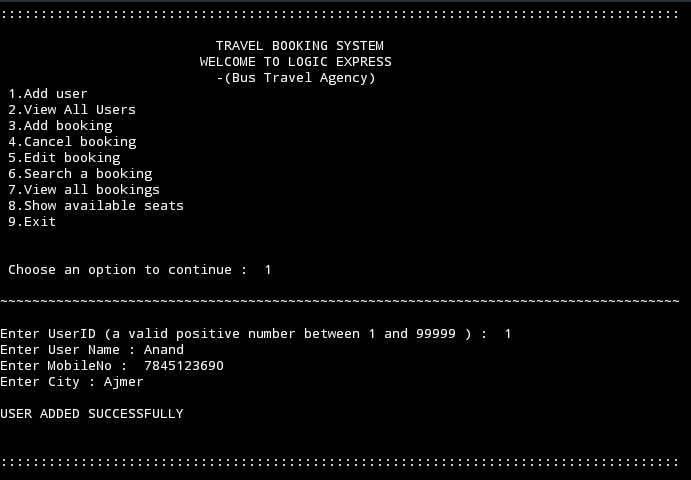 :::::::::::::::::::::::::::::::::::::::::::::::::::::::::::::::::::::::::::::::::::::
TRAVEL BOOKING SYSTEM
WELCOME TO LOGIC EXPRESS
-(Bus Travel Agency)
1.Add user
2.View All Users
3.Add booking
4.Cancel booking
5.Edit booking
6.Search a booking
7.View all bookings
8.Show available seats
9.Exit
Choose an option to continue :  1
~~~~~~~~~~~~~~~~~~~~~~~~~~~~~~~~~~~~~~~~~~~~~~~~~~~~~~~~~~~~~~~~~~~~~~~~~~~~~~~~~~~~~
Enter UserID (a valid positive number between 1 and 99999 ) :  1
Enter User Name : Anand
Enter MobileNo :  7845123690
Enter City : Ajmer
USER ADDED SUCCESSFULLY
:::::::::::::::::::::::::::::::::::::::::::::::::::::::::::::::::::::::::::::::::::::